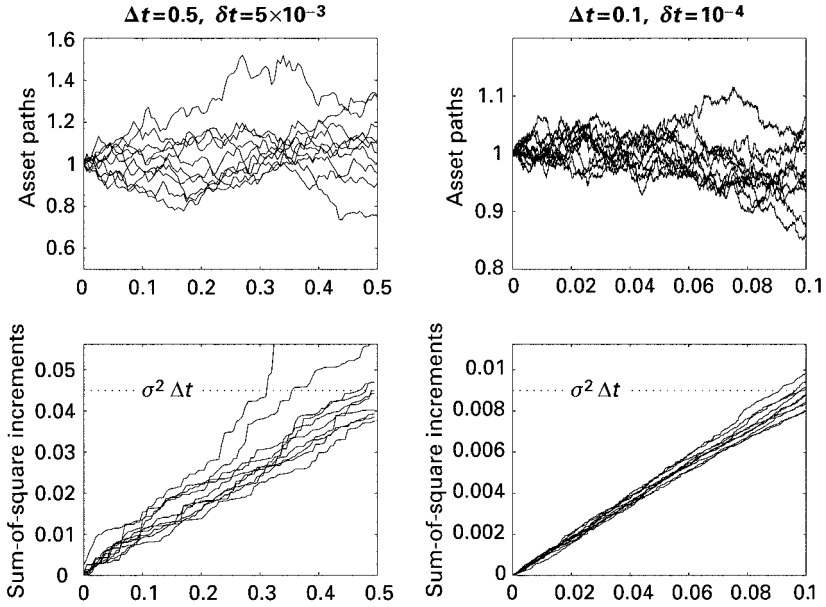 Δt=0.5, δt=5×10⁻³
Asset paths
1.6
1.4
1.2
1
0.8
0.6
0 0.1 0.2 0.3 0.4 0.5
Δt=0.1, δt=10⁻⁴
Asset paths
1.1
1
0.9
0.8
0 0.02 0.04 0.06 0.08 0.1
Sum-of-square increments
0.05
0.04
0.03
0.02
0.01
0
σ² Δt
0 0.1 0.2 0.3 0.4 0.5
Sum-of-square increments
0.01
0.008
0.006
0.004
0.002
0
σ² Δt
0 0.02 0.04 0.06 0.08 0.1